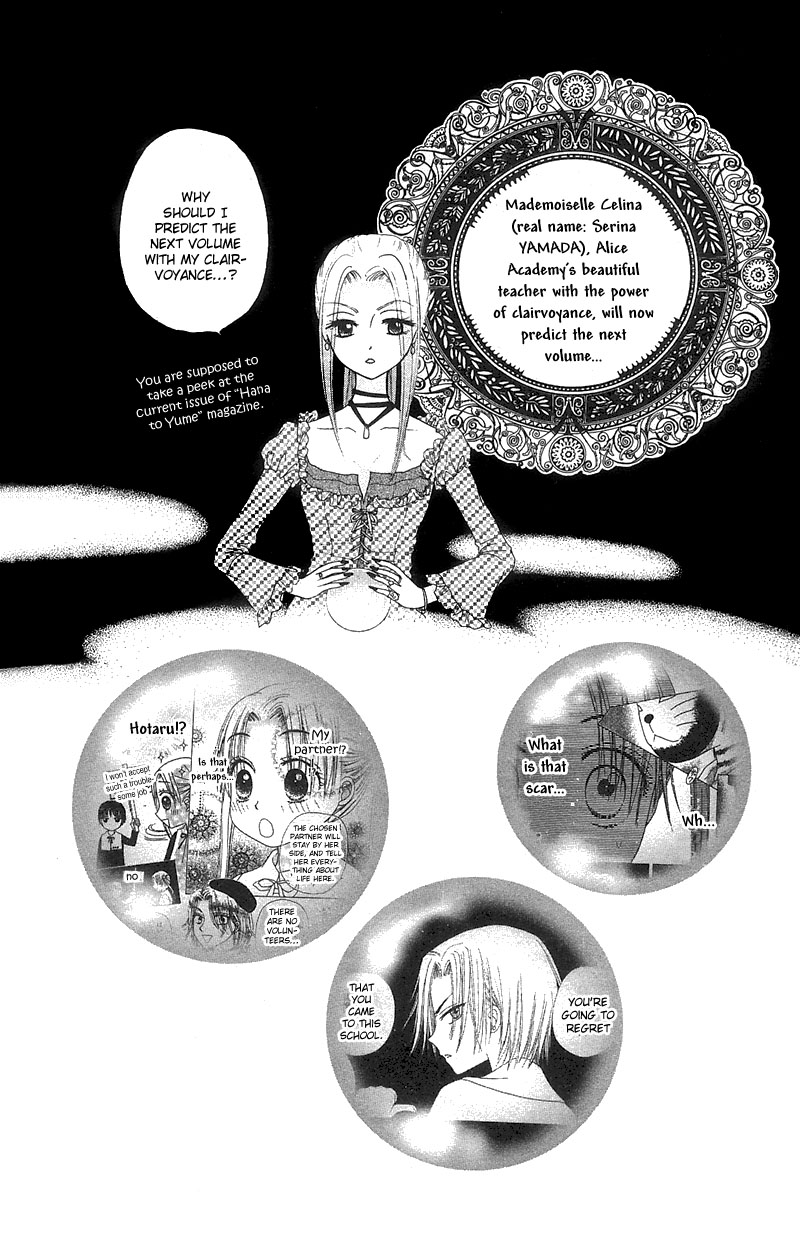 Mademoiselle Celina
(real name: Serina
YAMADA), Alice
Academy's beautiful
teacher with the power
of clairvoyance, will now
predict the next
volume...
WHY
SHOULD I
PREDICT THE
NEXT VOLUME
WITH MY CLAIR-
VOYANCE...?
You are supposed to
take a peek at the
current issue of "Hana
to Yume" magazine.
Hotaru!?
I won't accept
such a trouble-
some job
no
Is that
perhaps...
My
partner!?
THE CHOSEN
PARTNER WILL
STAY BY HER
SIDE, AND TELL
HER EVERY-
THING ABOUT
LIFE HERE.
THERE
ARE NO
VOLUN-
TEERS...
What
is that
scar...
Wh...
YOU'RE
GOING TO
REGRET
THAT
YOU
CAME
TO THIS
SCHOOL.